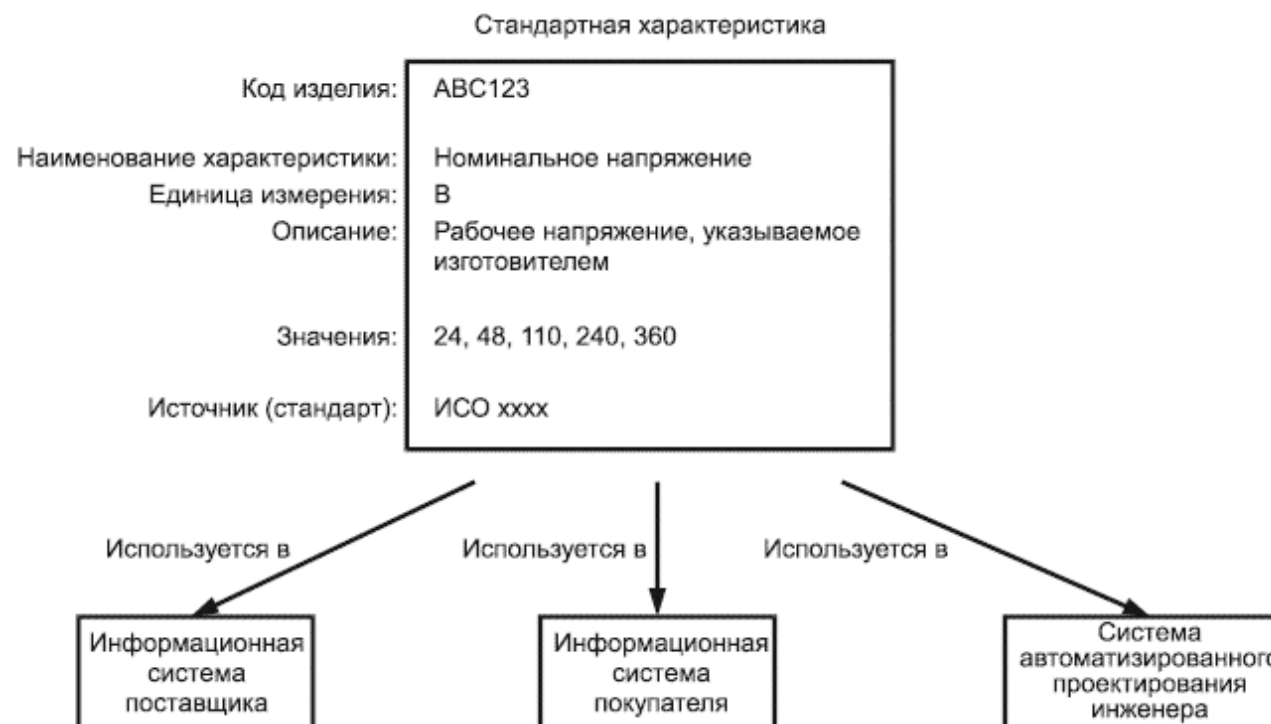 Стандартная характеристика
Код изделия: ABC123
Наименование характеристики: Номинальное напряжение
Единица измерения: В
Описание: Рабочее напряжение, указываемое
изготовителем
Значения: 24, 48, 110, 240, 360
Источник (стандарт): ИСО хххх
Используется в Используется в Используется в
Информационная
система
поставщика
Информационная
система
покупателя
Система
автоматизированного
проектирования
инженера